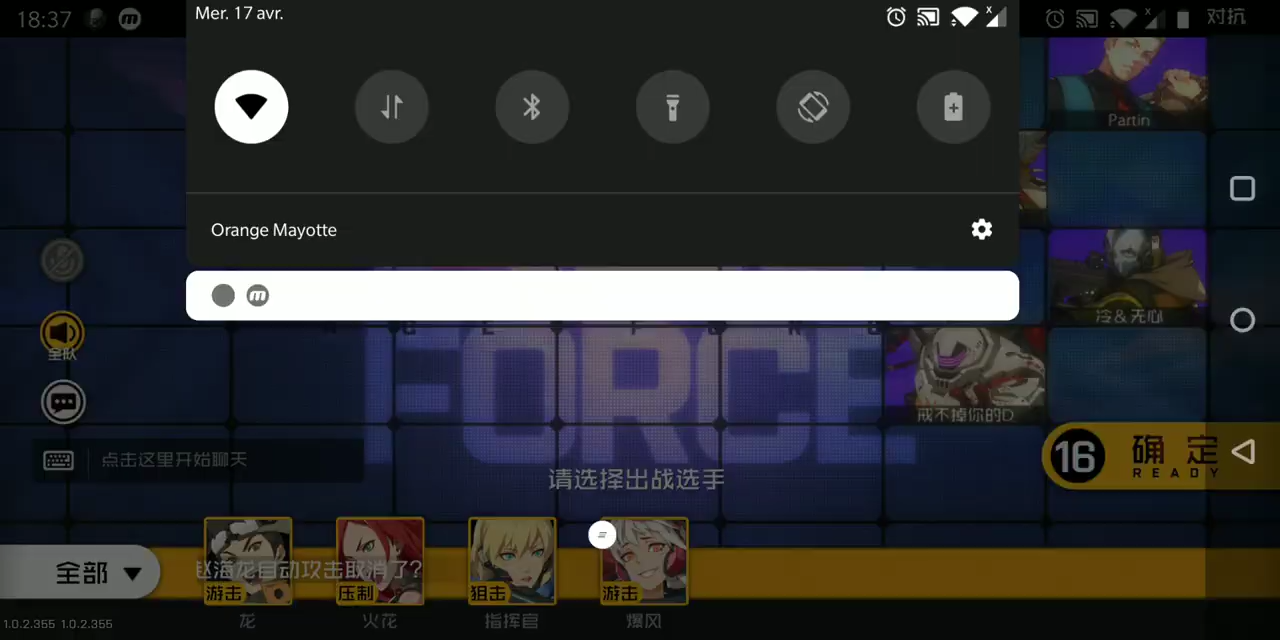 18:37
Mer. 17 avr.
对抗
Partin
Orange Mayotte
冷&无心
FORCE
戒不掉你的D
全队
点击这里开始聊天
请选择出战选手
16
确定
READY
全部
赵海龙自动攻击取消了?
游击
压制
狙击
游击
龙
火花
指挥官
爆风
1.0.2.355 1.0.2.355